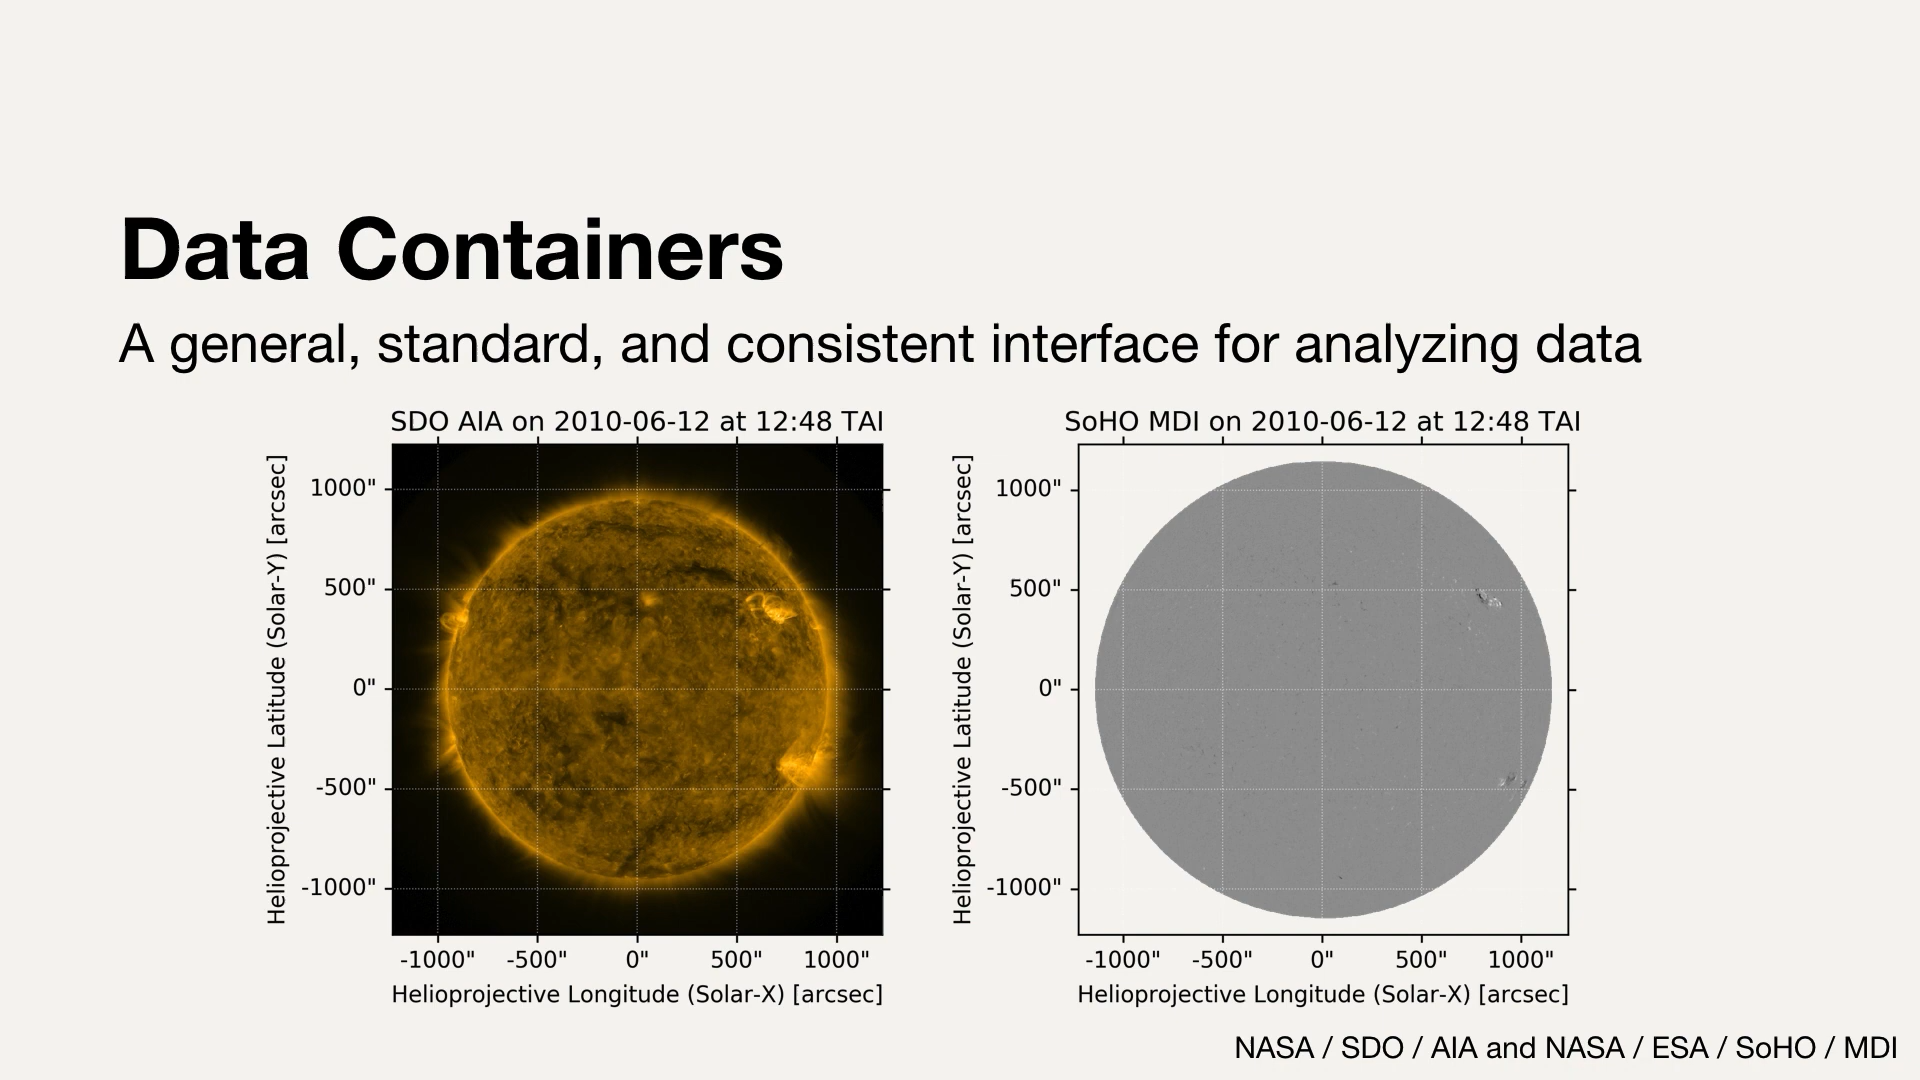 Data Containers
A general, standard, and consistent interface for analyzing data
SDO AIA on 2010-06-12 at 12:48 TAI
Helioprojective Latitude (Solar-Y) [arcsec]
1000"
500"
0"
-500"
-1000"
-1000" -500" 0" 500" 1000"
Helioprojective Longitude (Solar-X) [arcsec]
SoHO MDI on 2010-06-12 at 12:48 TAI
Helioprojective Latitude (Solar-Y) [arcsec]
1000"
500"
0"
-500"
-1000"
-1000" -500" 0" 500" 1000"
Helioprojective Longitude (Solar-X) [arcsec]
NASA / SDO / AIA and NASA / ESA / SoHO / MDI